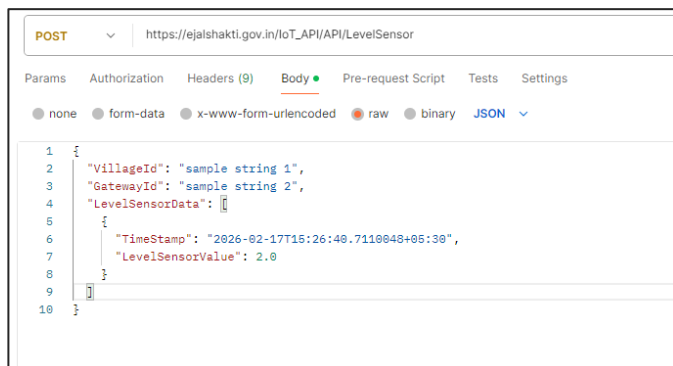 POST https://ejalshakti.gov.in/IoT_API/API/LevelSensor
Params Authorization Headers (9) Body Pre-request Script Tests Settings
none form-data x-www-form-urlencoded raw binary JSON
1 {
2 "VillageId": "sample string 1",
3 "GatewayId": "sample string 2",
4 "LevelSensorData": [
5 {
6 "TimeStamp": "2026-02-17T15:26:40.7110048+05:30",
7 "LevelSensorValue": 2.0
8 }
9 ]
10 }